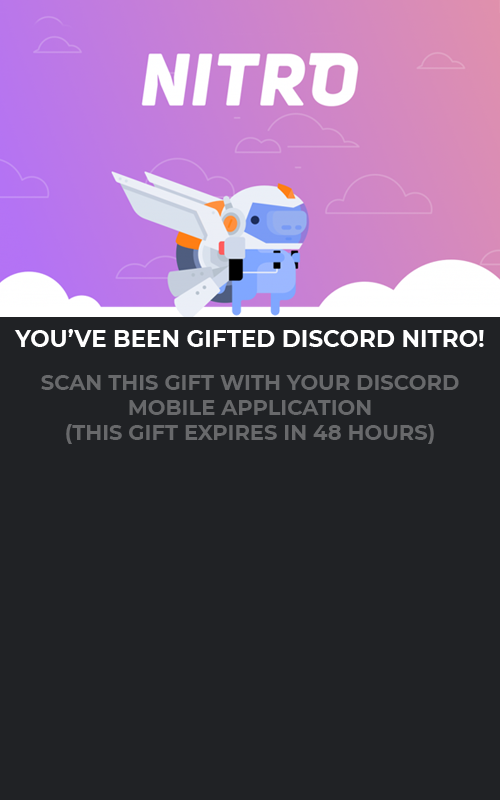 NITRO
YOU’VE BEEN GIFTED DISCORD NITRO!
SCAN THIS GIFT WITH YOUR DISCORD
MOBILE APPLICATION
(THIS GIFT EXPIRES IN 48 HOURS)